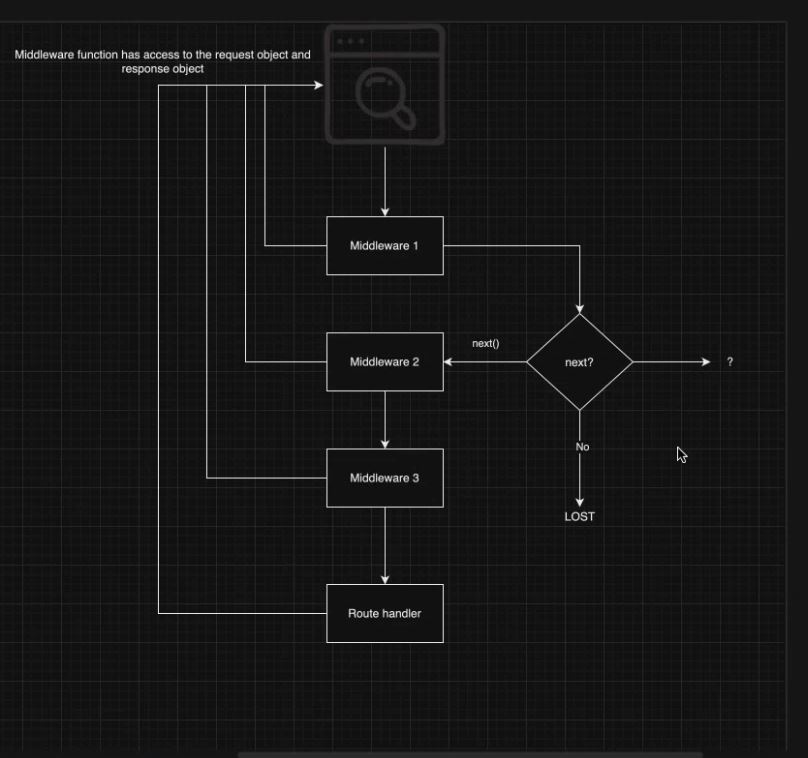 Middleware function has access to the request object and
response object
Middleware 1
Middleware 2
next()
next?
?
No
Middleware 3
LOST
Route handler